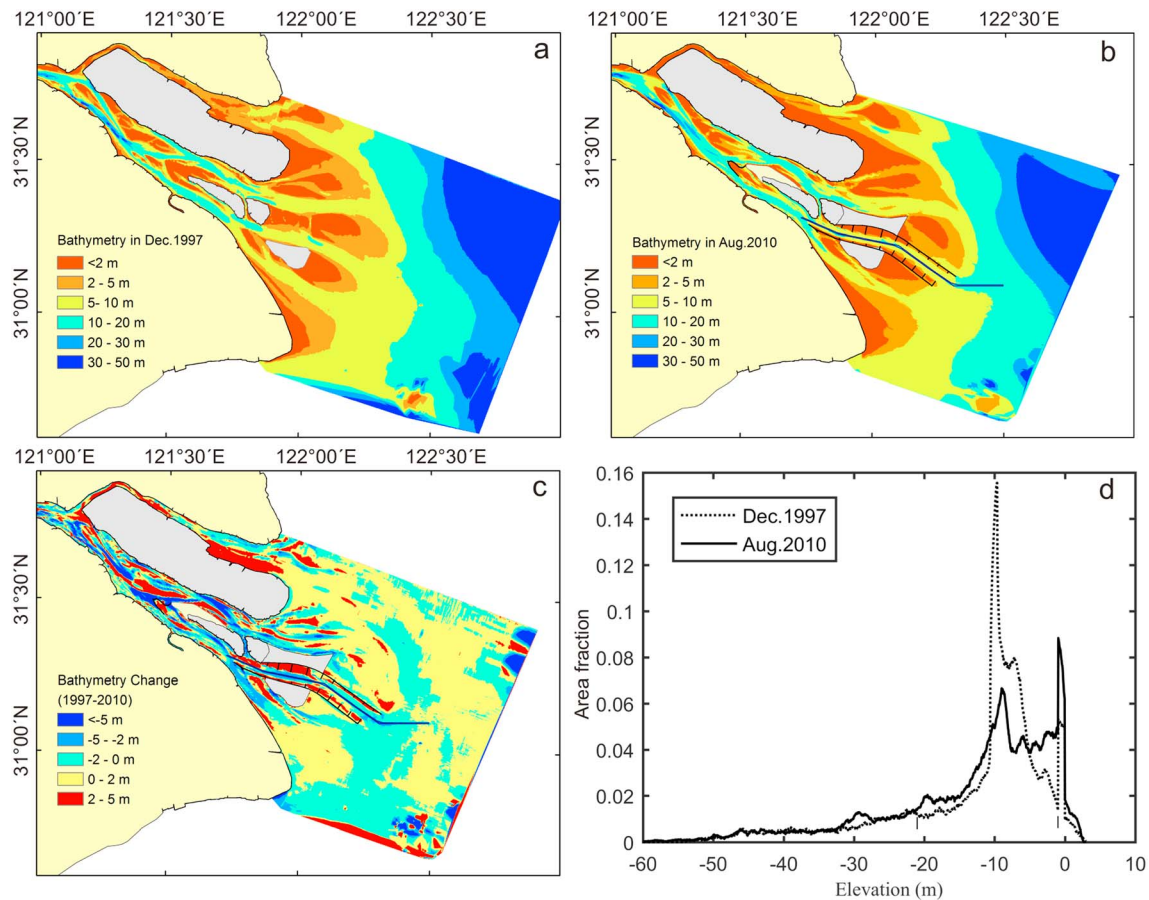 121°0´E 121°30´E 122°0´E 122°30´E
a
31°30´N
31°00´N
Bathymetry in Dec.1997
<2 m
2 - 5 m
5- 10 m
10 - 20 m
20 - 30 m
30 - 50 m
121°0´E 121°30´E 122°0´E 122°30´E
b
31°30´N
31°00´N
Bathymetry in Aug.2010
<2 m
2 - 5 m
5 - 10 m
10 - 20 m
20 - 30 m
30 - 50 m
121°00´E 121°30´E 122°00´E 122°30´E
c
31°30´N
31°00´N
Bathymetry Change
(1997-2010)
<-5 m
-5 - -2 m
-2 - 0 m
0 - 2 m
2 - 5 m
d
Dec.1997
Aug.2010
Area fraction
0.16
0.14
0.12
0.1
0.08
0.06
0.04
0.02
0
-60 -50 -40 -30 -20 -10 0 10
Elevation (m)